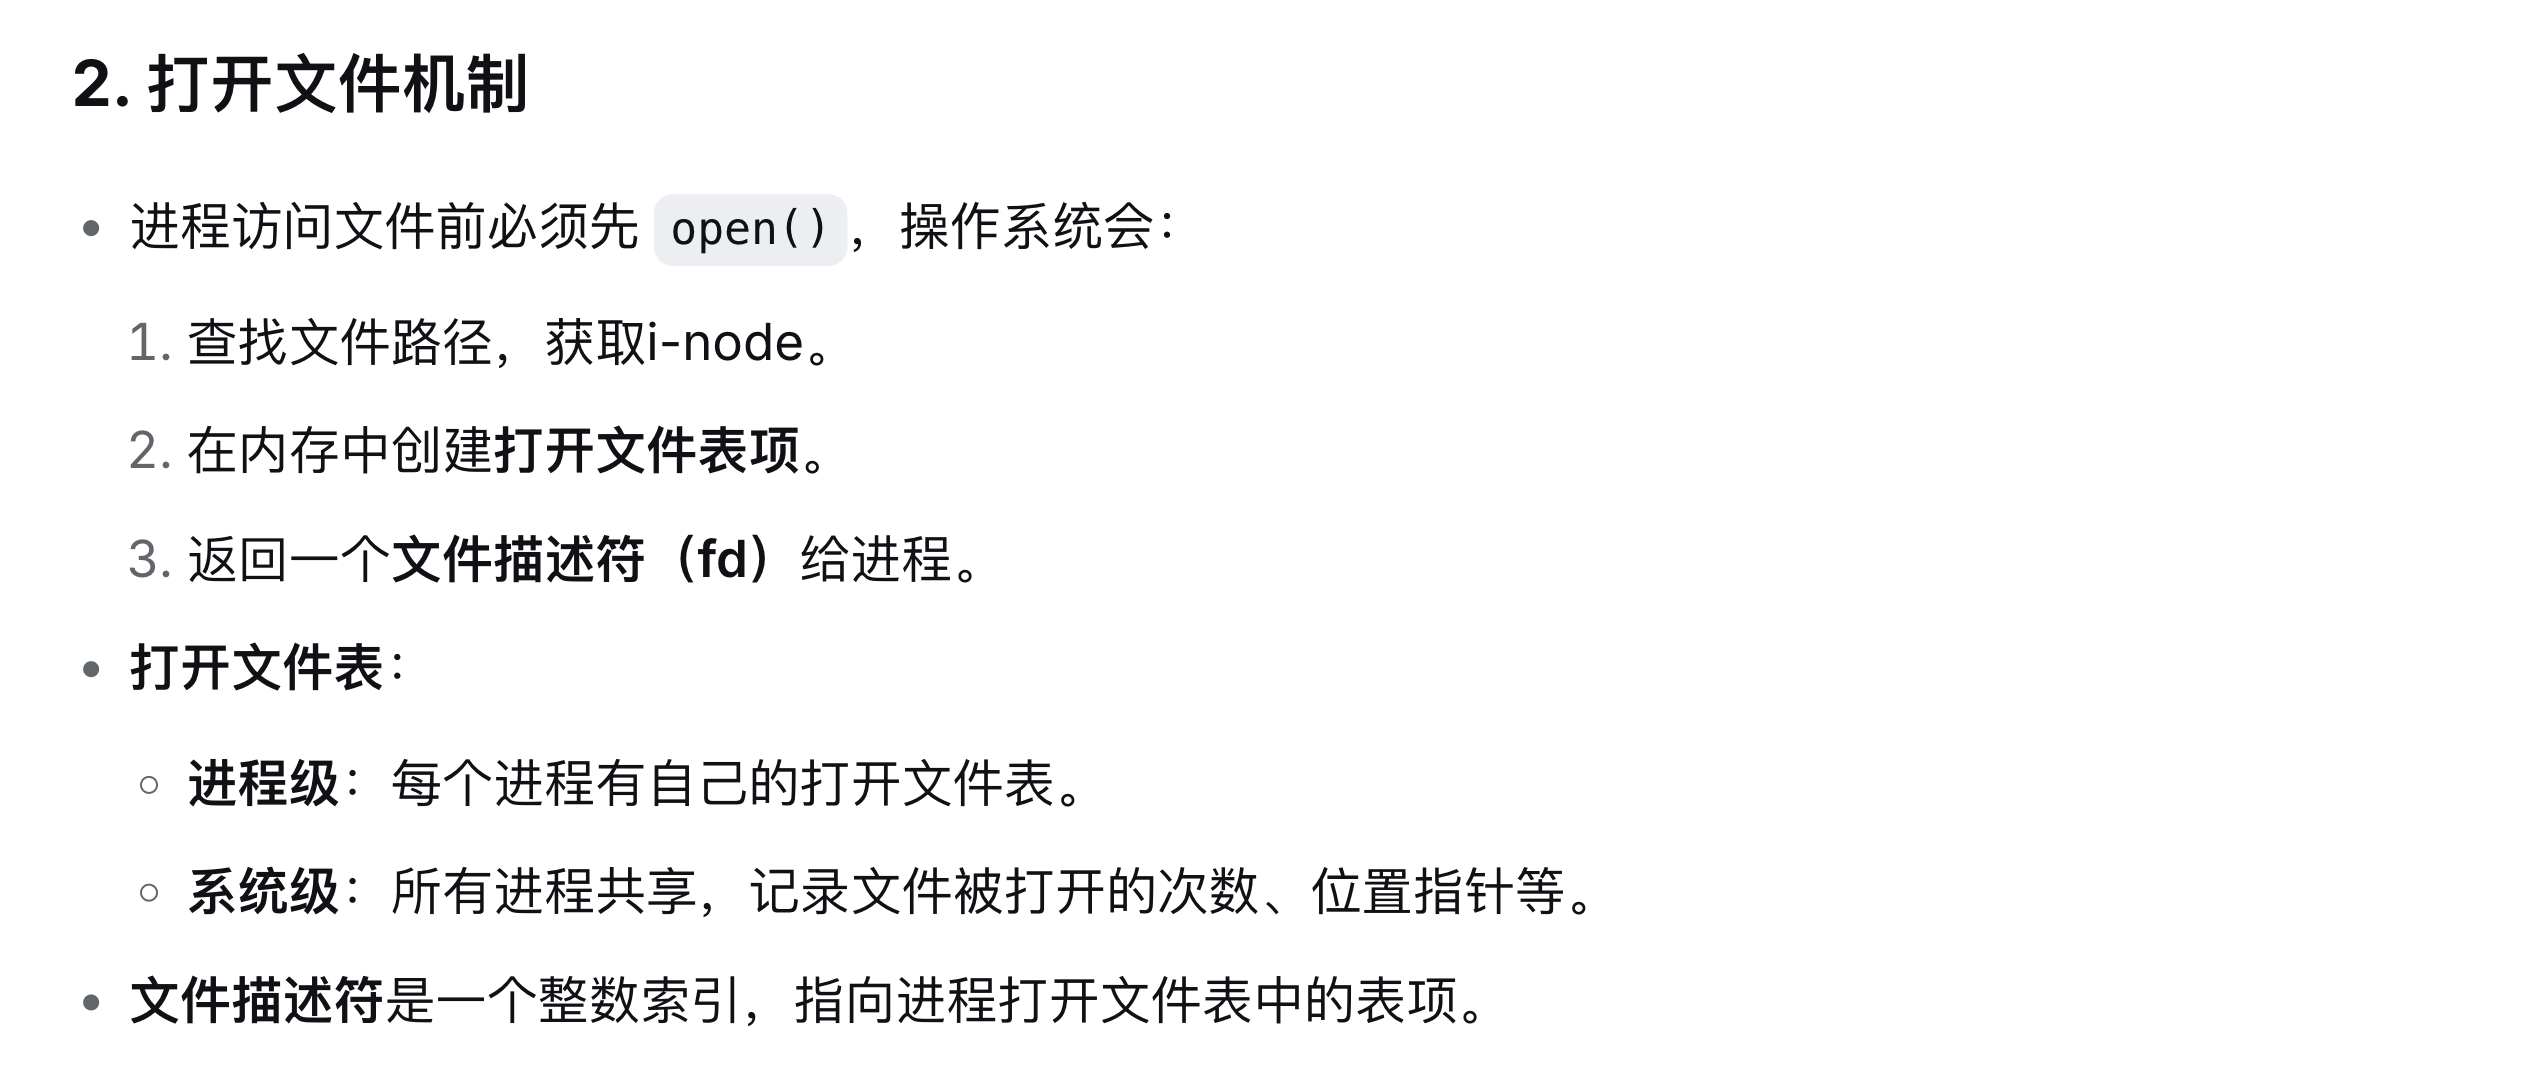 2. 打开文件机制
• 进程访问文件前必须先 open()，操作系统会：
1. 查找文件路径，获取i-node。
2. 在内存中创建打开文件表项。
3. 返回一个文件描述符（fd）给进程。
• 打开文件表：
◦ 进程级：每个进程有自己的打开文件表。
◦ 系统级：所有进程共享，记录文件被打开的次数、位置指针等。
• 文件描述符是一个整数索引，指向进程打开文件表中的表项。